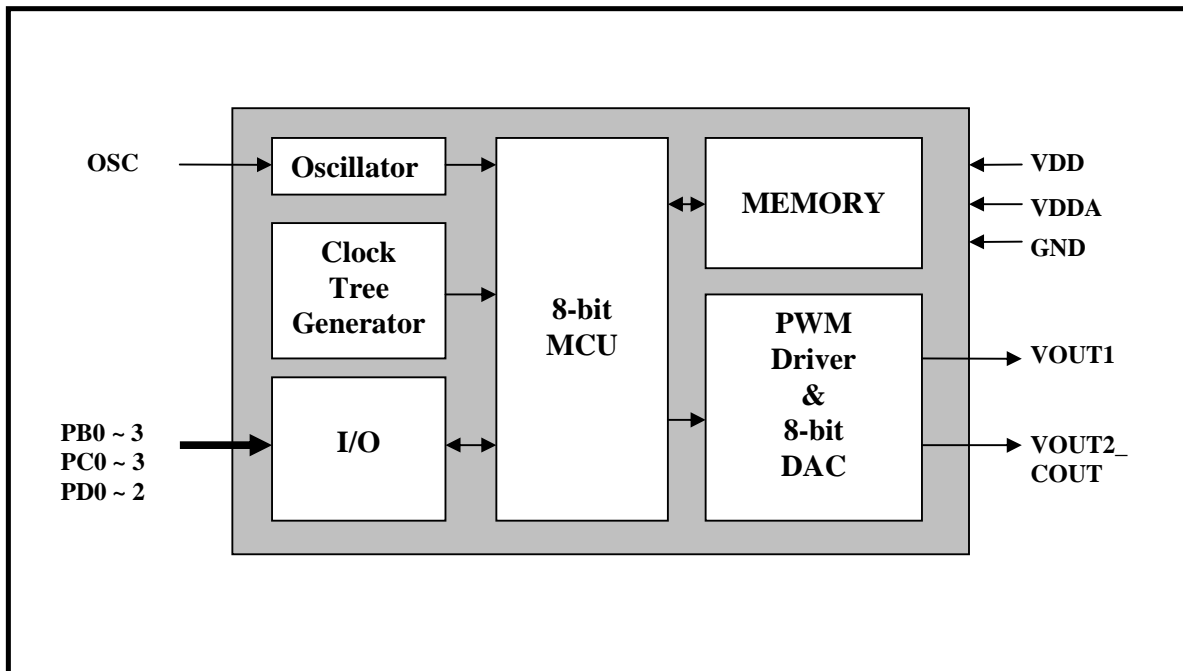 OSC
Oscillator
Clock
Tree
Generator
PB0 ~ 3
PC0 ~ 3
PD0 ~ 2
I/O
8-bit
MCU
MEMORY
PWM
Driver
&
8-bit
DAC
VDD
VDDA
GND
VOUT1
VOUT2_
COUT